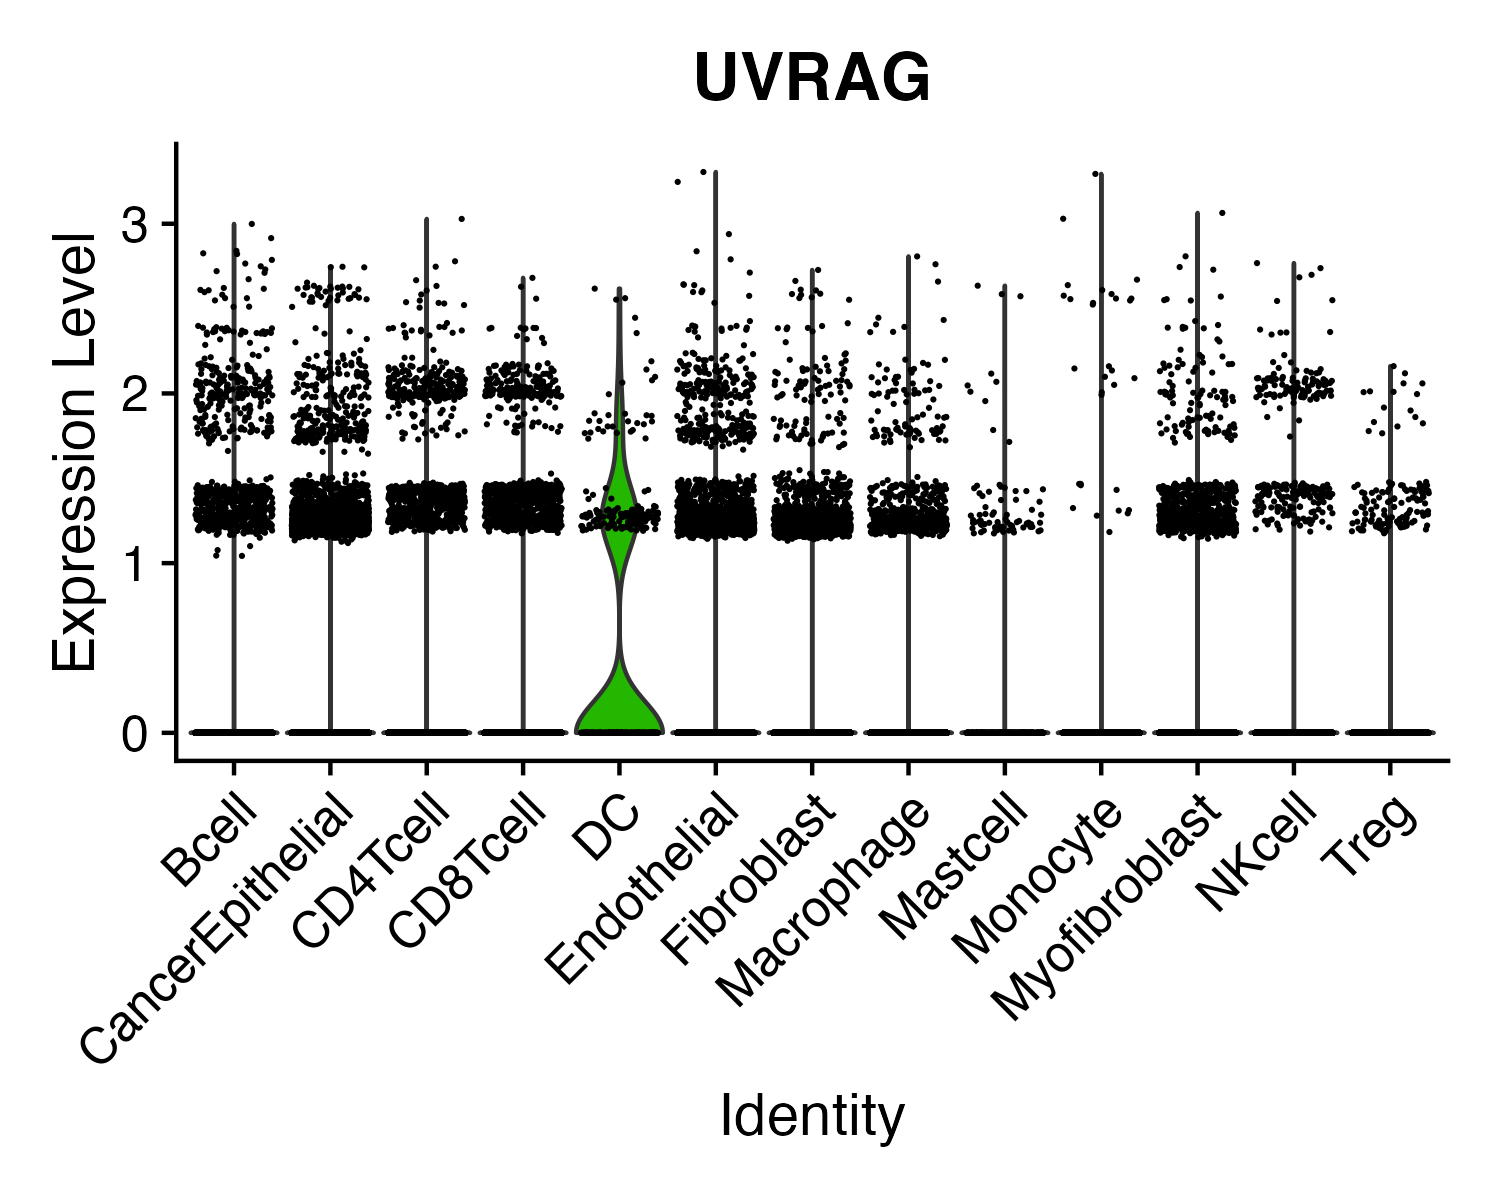 UVRAG
Expression Level
3
2
1
0
Bcell
CancerEpithelial
CD4Tcell
CD8Tcell
DC
Endothelial
Fibroblast
Macrophage
Mastcell
Monocyte
Myofibroblast
NKcell
Treg
Identity